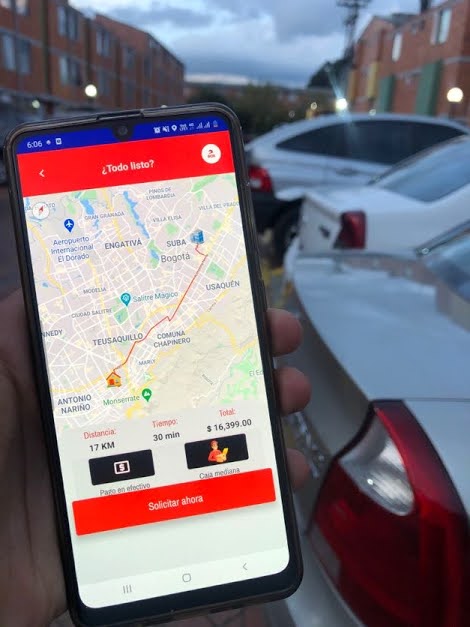 6:06
¿Todo listo?
FINCAS DE
LOMBARDIA
GRAN GRANADA
VILLA DEL
Aeropuerto
Internacional
El Dorado
ENGATIVÁ
VILLA ELISA
SUBA
Bogotá
MODELIA
Salitre Mágico
USAQUÉN
CIUDAD SALITRE
NNEDY
TEUSAQUILLO
COMUNA
CHAPINERO
MARLY
ANTONIO
NARIÑO
Monserrate
Distancia:
Tiempo:
Total:
17 KM
30 min
$ 16,399.00
Pago en efectivo
Caja mediana
Solicitar ahora